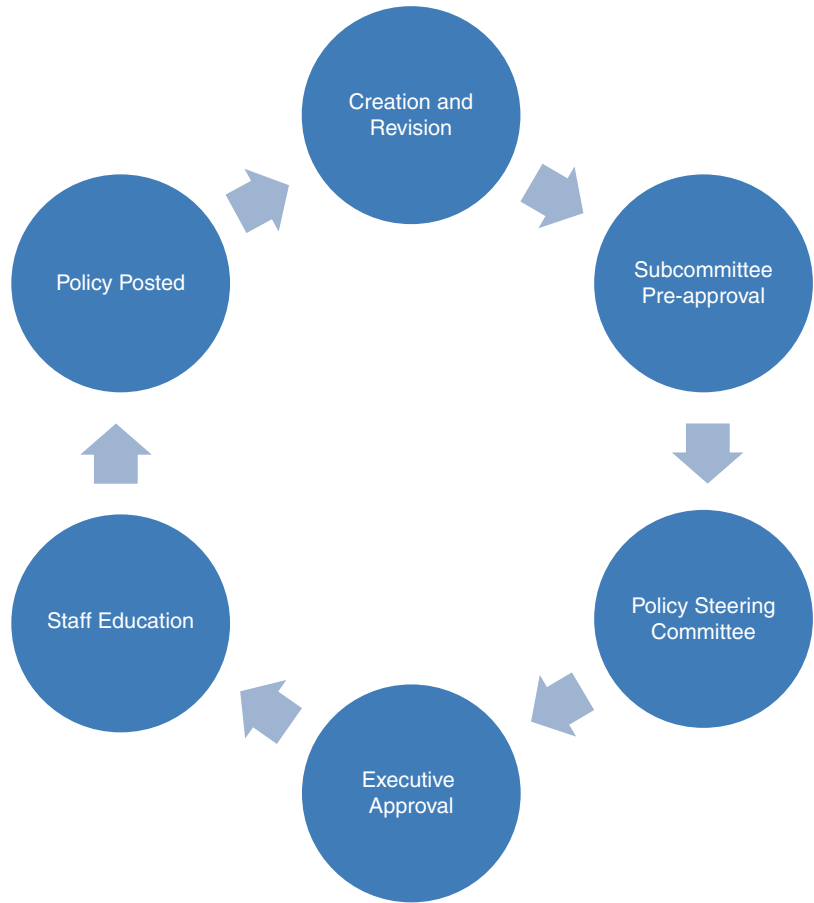 Creation and
Revision
Subcommittee
Pre-approval
Policy Steering
Committee
Executive
Approval
Staff Education
Policy Posted